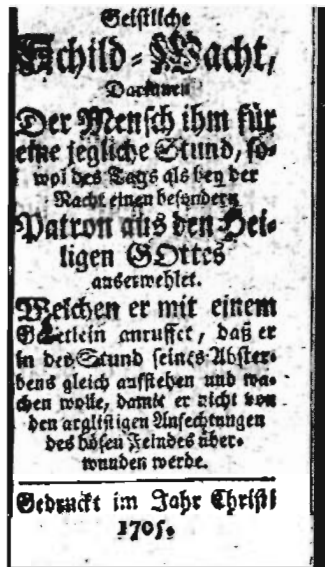 Geistliche
Schild-Wacht,
Darinnen
Der Mensch ihm für
eine jegliche Stund, so-
wol des Tags als bey der
Nacht einen besondern
Patron aus den Hei-
ligen GOttes
auserwehlet.
Welchen er mit einem
Gebetlein anruffet, daß er
in der Stund seines Abster-
bens gleich aufstehen und wa-
chen wolle, damit er nicht von
den arglistigen Anfechtungen
des bösen Feindes über-
wunden werde.
Gedruckt im Jahr Christi
1705.